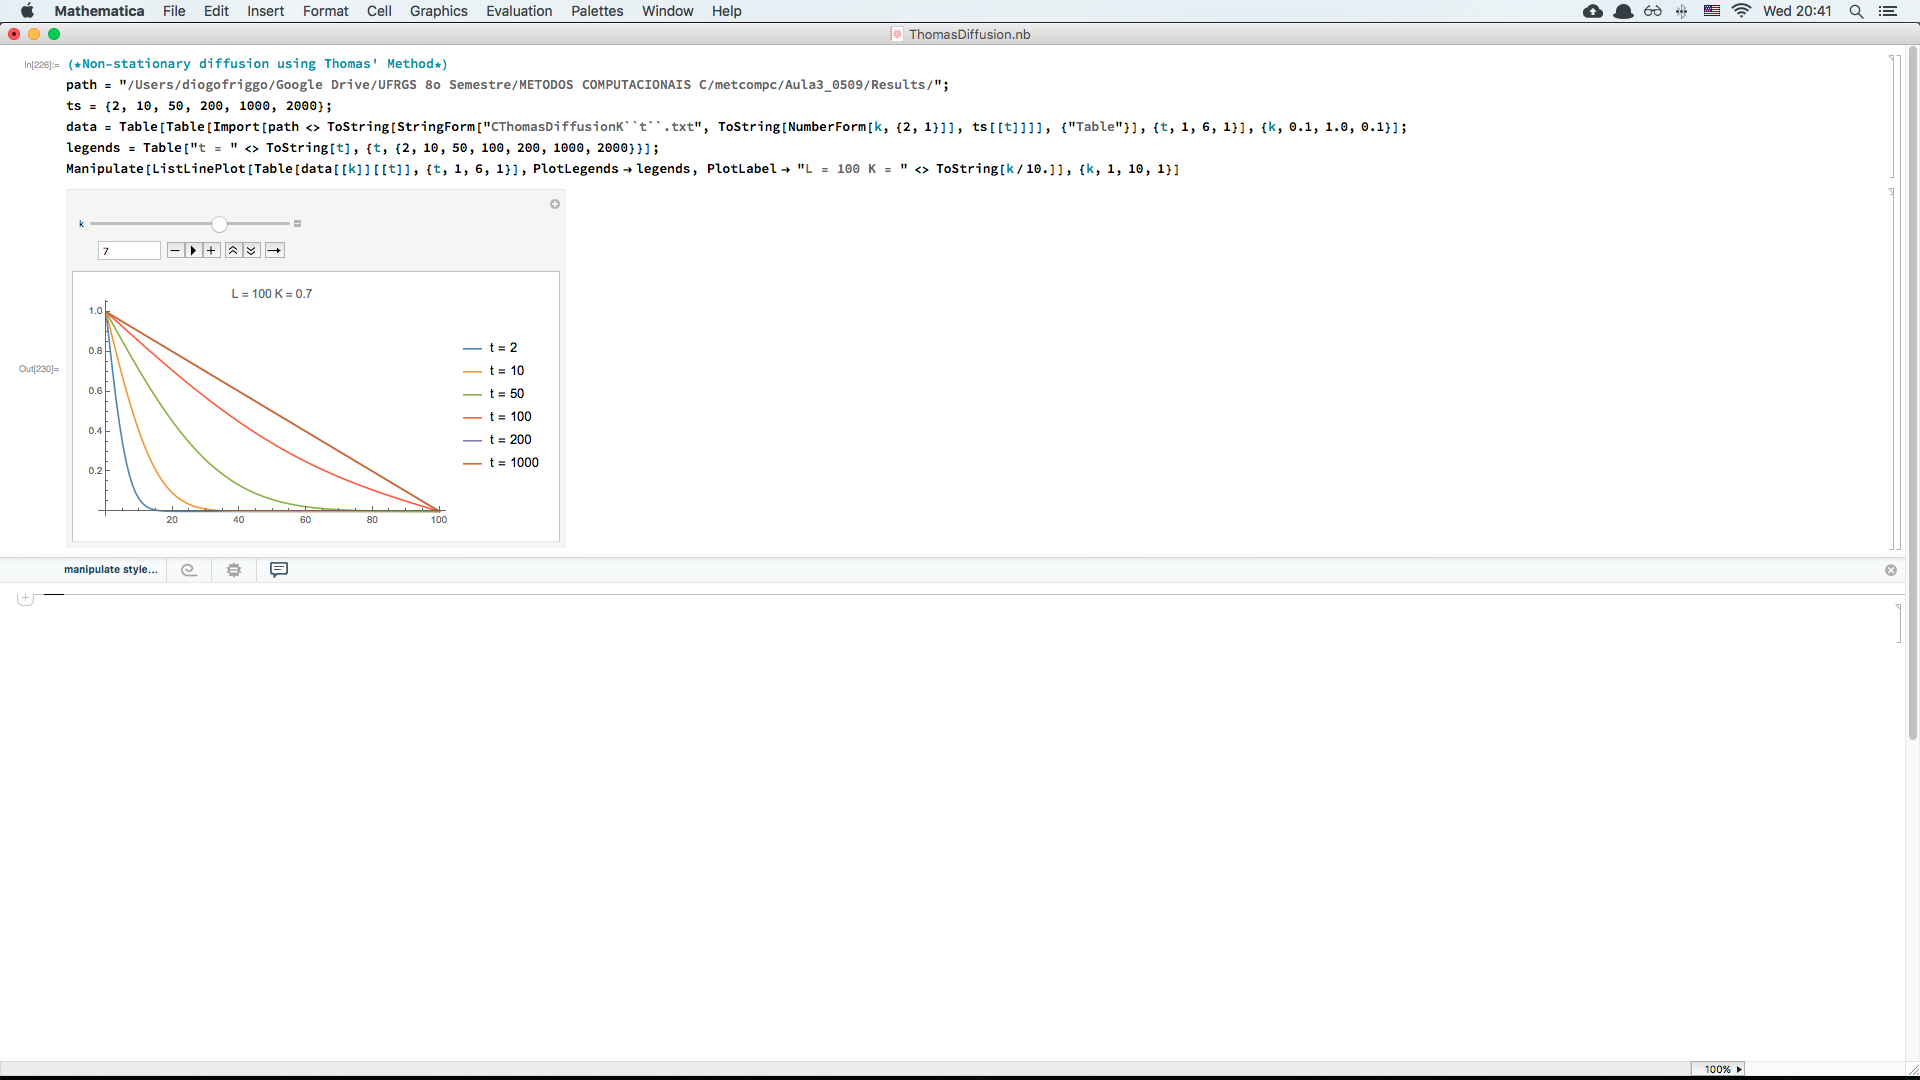 Mathematica File Edit Insert Format Cell Graphics Evaluation Palettes Window Help Wed 20:41
ThomasDiffusion.nb
In[226]:= (*Non-stationary diffusion using Thomas' Method*)
path = "/Users/diogofriggo/Google Drive/UFRGS 8o Semestre/METODOS COMPUTACIONAIS C/metcompc/Aula3_0509/Results/";
ts = {2, 10, 50, 200, 1000, 2000};
data = Table[Table[Import[path <> ToString[StringForm["CThomasDiffusionK``t``.txt", ToString[NumberForm[k, {2, 1}]], ts[[t]]]], {"Table"}], {t, 1, 6, 1}], {k, 0.1, 1.0, 0.1}];
legends = Table["t = " <> ToString[t], {t, {2, 10, 50, 100, 200, 1000, 2000}}];
Manipulate[ListLinePlot[Table[data[[k]][[t]], {t, 1, 6, 1}], PlotLegends → legends, PlotLabel → "L = 100 K = " <> ToString[k / 10.]], {k, 1, 10, 1}]
k
7
Out[230]=
L = 100 K = 0.7
1.0
0.8
0.6
0.4
0.2
20 40 60 80 100
t = 2
t = 10
t = 50
t = 100
t = 200
t = 1000
manipulate style...
100%